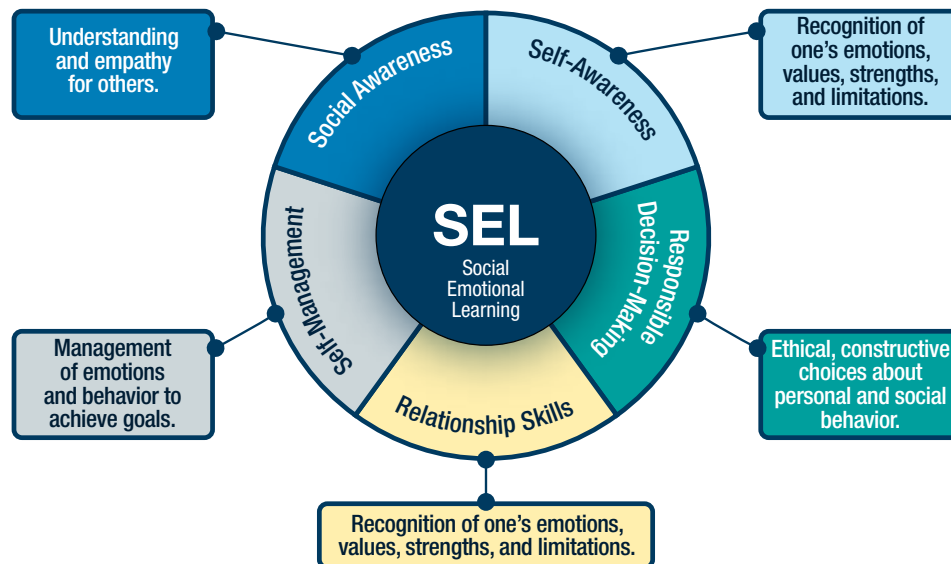 Understanding
and empathy
for others.
Social Awareness
Self-Awareness
Recognition of
one’s emotions,
values, strengths,
and limitations.
SEL
Social
Emotional
Learning
Self-Management
Responsible
Decision-Making
Relationship Skills
Management
of emotions
and behavior to
achieve goals.
Ethical, constructive
choices about
personal and social
behavior.
Recognition of one’s emotions,
values, strengths, and limitations.